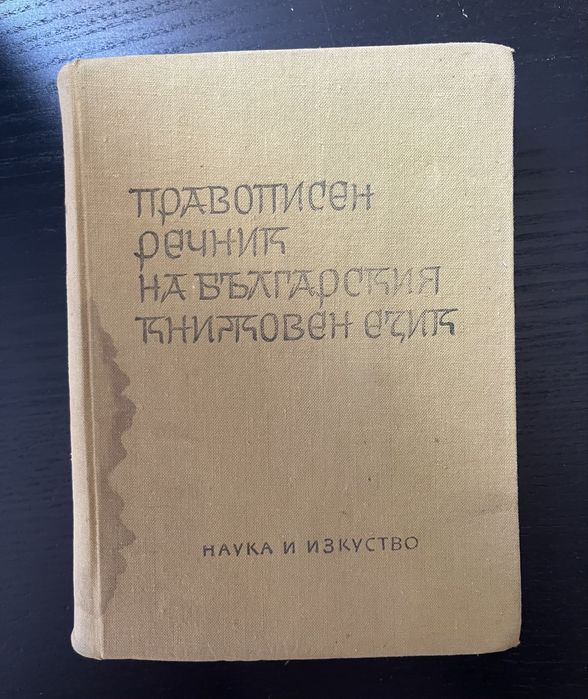 ПРАВОПИСЕН
РЕЧНИК
НА БЪЛГАРСКИЯ
КНИЖОВЕН ЕЗИК
НАУКА И ИЗКУСТВО